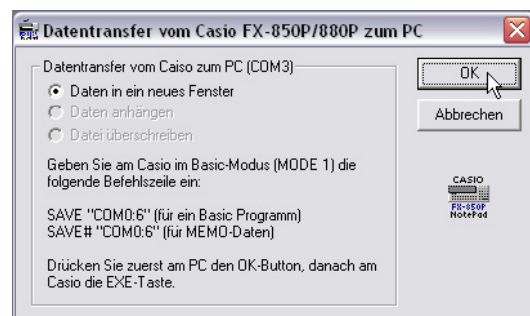 Datentransfer vom Casio FX-850P/880P zum PC
Datentransfer vom Caiso zum PC (COM3)
Daten in ein neues Fenster
Daten anhängen
Datei überschreiben
Geben Sie am Casio im Basic-Modus (MODE 1) die
folgende Befehlszeile ein:
SAVE "COM0:6" (für ein Basic Programm)
SAVE# "COM0:6" (für MEMO-Daten)
Drücken Sie zuerst am PC den OK-Button, danach am
Casio die EXE-Taste.
OK
Abbrechen
CASIO
FX-850P
NotePad